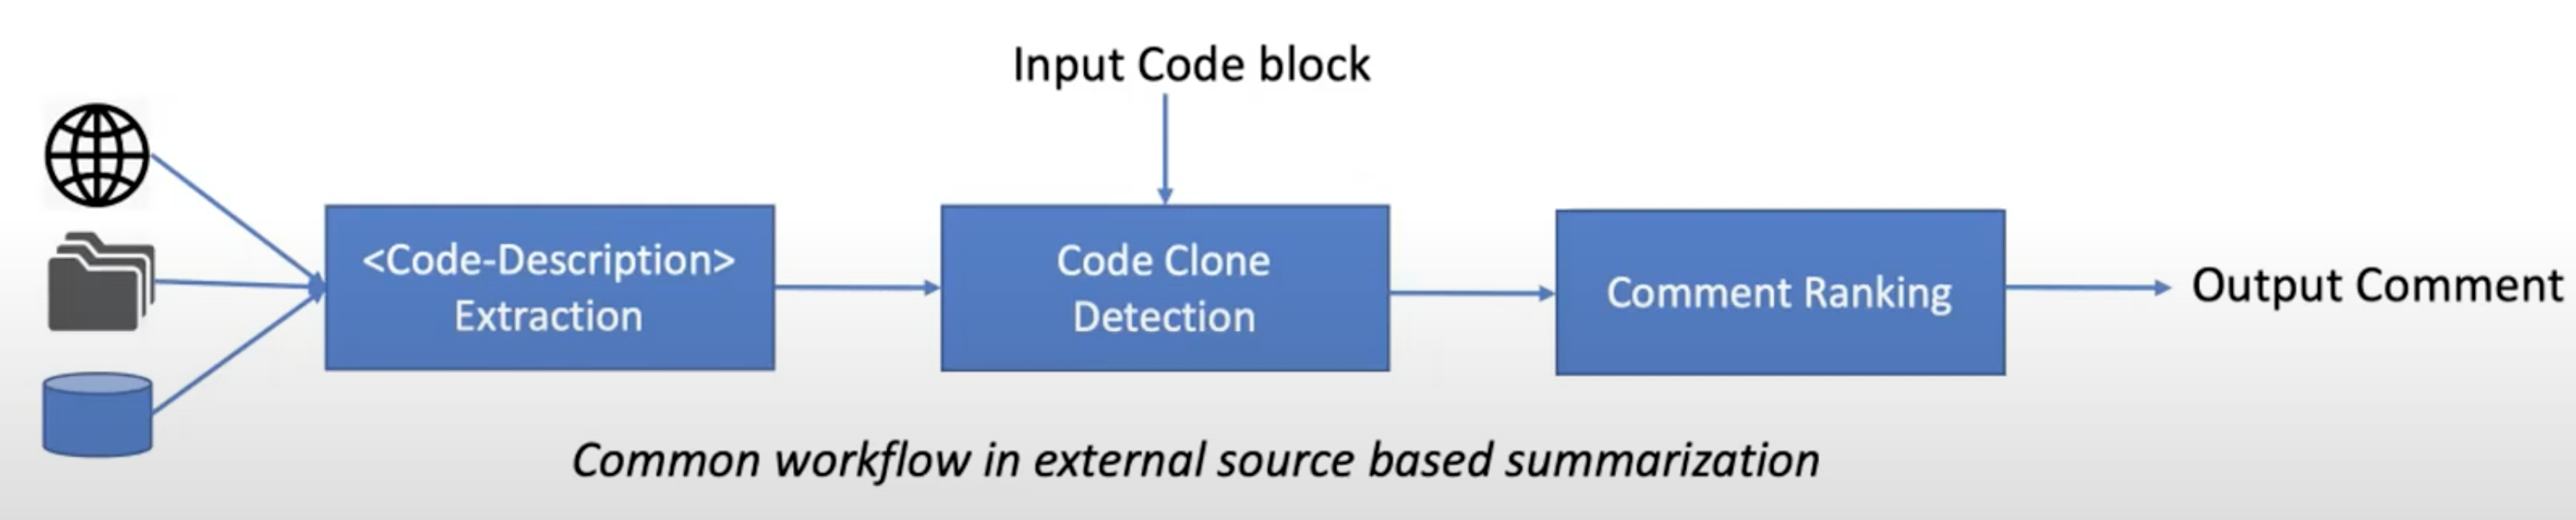 Input Code block
<Code-Description>
Extraction
Code Clone
Detection
Comment Ranking
Output Comment
Common workflow in external source based summarization